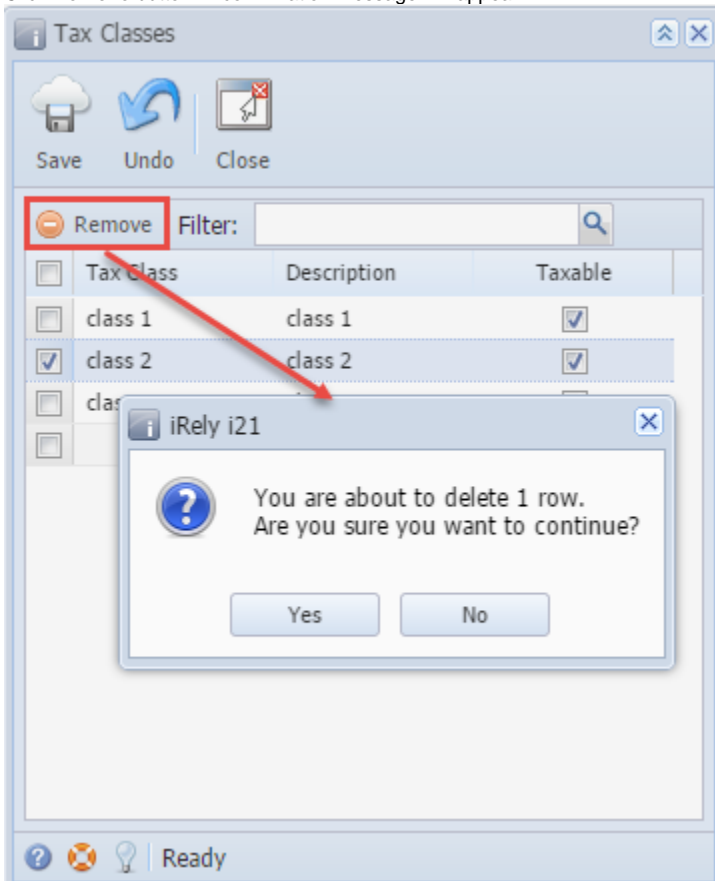 Tax Classes
Save Undo Close
Remove Filter:
Tax Class Description Taxable
class 1 class 1
class 2 class 2
iRely i21
You are about to delete 1 row.
Are you sure you want to continue?
Yes No
Ready